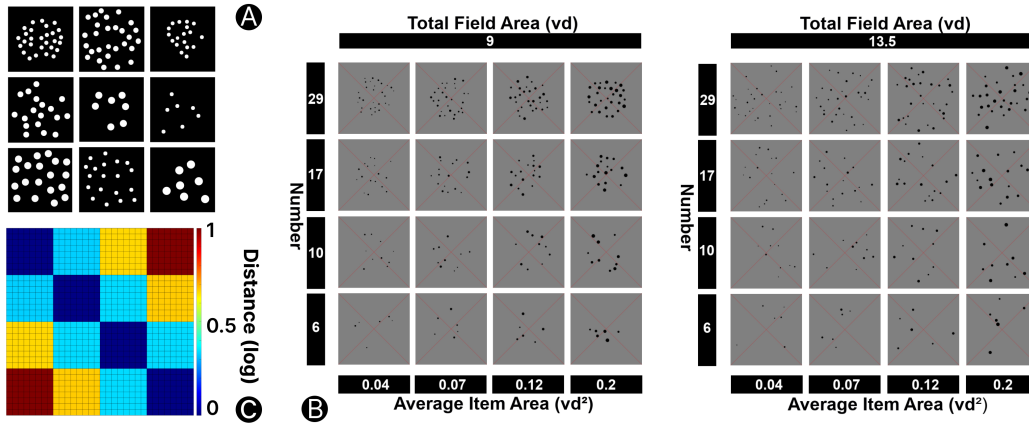 A
Total Field Area (vd)
9
29
17
10
6
Number
0.04 0.07 0.12 0.2
Average Item Area (vd²)
B
Total Field Area (vd)
13.5
29
17
10
6
Number
0.04 0.07 0.12 0.2
Average Item Area (vd²)
1
0.5
0
Distance (log)
C